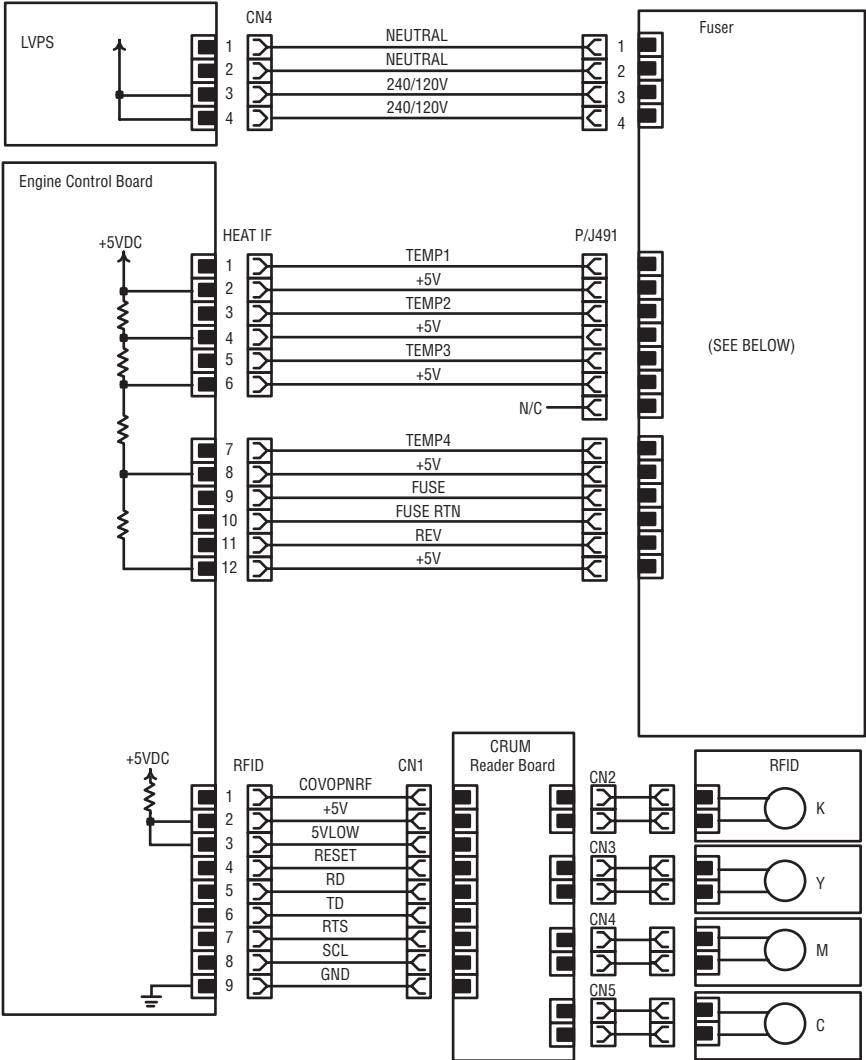 CN4
LVPS
Fuser
1 NEUTRAL 1
2 NEUTRAL 2
3 240/120V 3
4 240/120V 4
Engine Control Board
+5VDC
HEAT IF
P/J491
1 TEMP1
2 +5V
3 TEMP2
4 +5V
5 TEMP3
6 +5V
(SEE BELOW)
N/C
7 TEMP4
8 +5V
9 FUSE
10 FUSE RTN
11 REV
12 +5V
+5VDC
RFID
CN1
CRUM
Reader Board
RFID
1 COVOPNRF
2 +5V
3 5VLOW
4 RESET
5 RD
6 TD
7 RTS
8 SCL
9 GND
CN2
K
CN3
Y
CN4
M
CN5
C